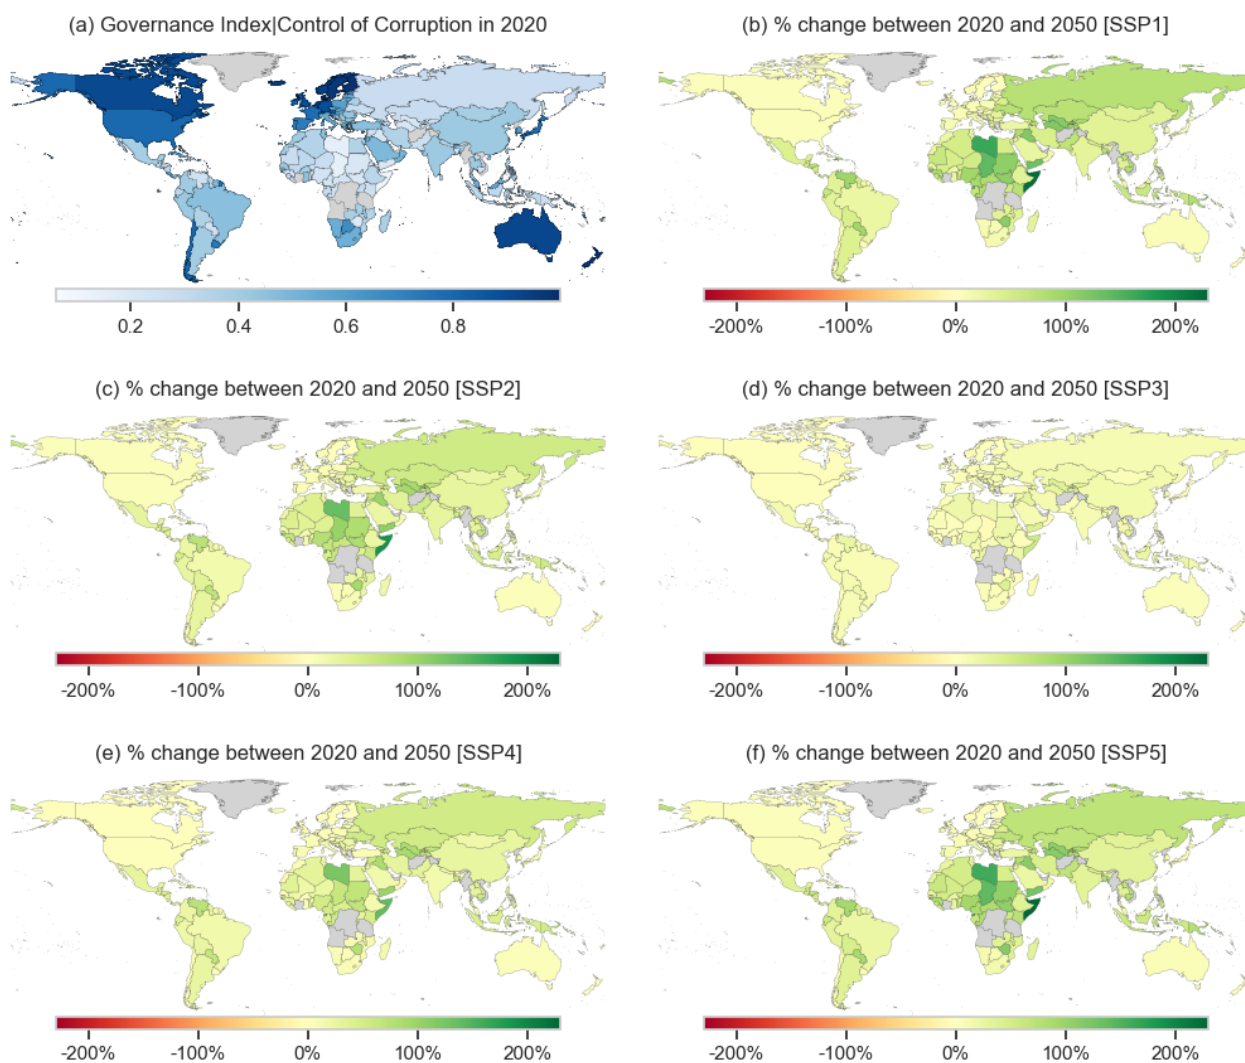 (a) Governance Index|Control of Corruption in 2020
0.2 0.4 0.6 0.8
(b) % change between 2020 and 2050 [SSP1]
-200% -100% 0% 100% 200%
(c) % change between 2020 and 2050 [SSP2]
-200% -100% 0% 100% 200%
(d) % change between 2020 and 2050 [SSP3]
-200% -100% 0% 100% 200%
(e) % change between 2020 and 2050 [SSP4]
-200% -100% 0% 100% 200%
(f) % change between 2020 and 2050 [SSP5]
-200% -100% 0% 100% 200%